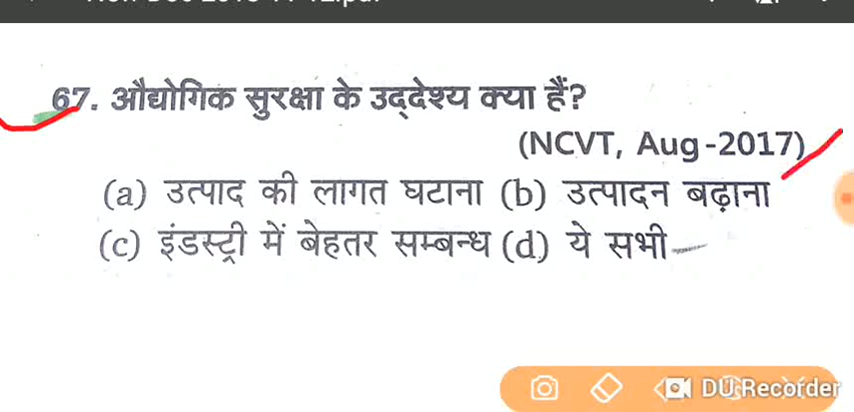 67. औद्योगिक सुरक्षा के उद्देश्य क्या हैं?
(NCVT, Aug-2017)
(a) उत्पाद की लागत घटाना (b) उत्पादन बढ़ाना
(c) इंडस्ट्री में बेहतर सम्बन्ध (d) ये सभी
DU Recorder